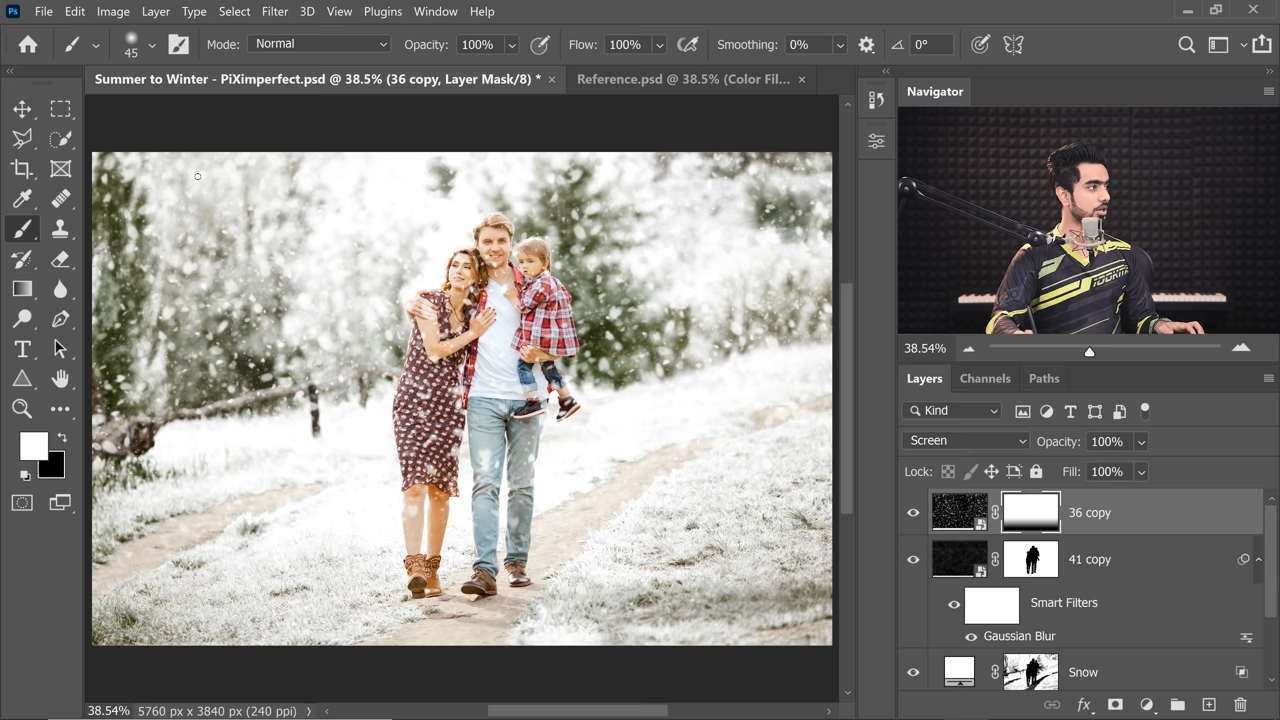 Ps File Edit Image Layer Type Select Filter 3D View Plugins Window Help
45 Mode: Normal Opacity: 100% Flow: 100% Smoothing: 0% 0°
Summer to Winter - PiXimperfect.psd @ 38.5% (36 copy, Layer Mask/8) * × Reference.psd @ 38.5% (Color Fil... ×
Navigator
38.54%
Layers Channels Paths
Kind
Screen Opacity: 100%
Lock: Fill: 100%
36 copy
41 copy
Smart Filters
Gaussian Blur
Snow
38.54% 5760 px x 3840 px (240 ppi)
fx